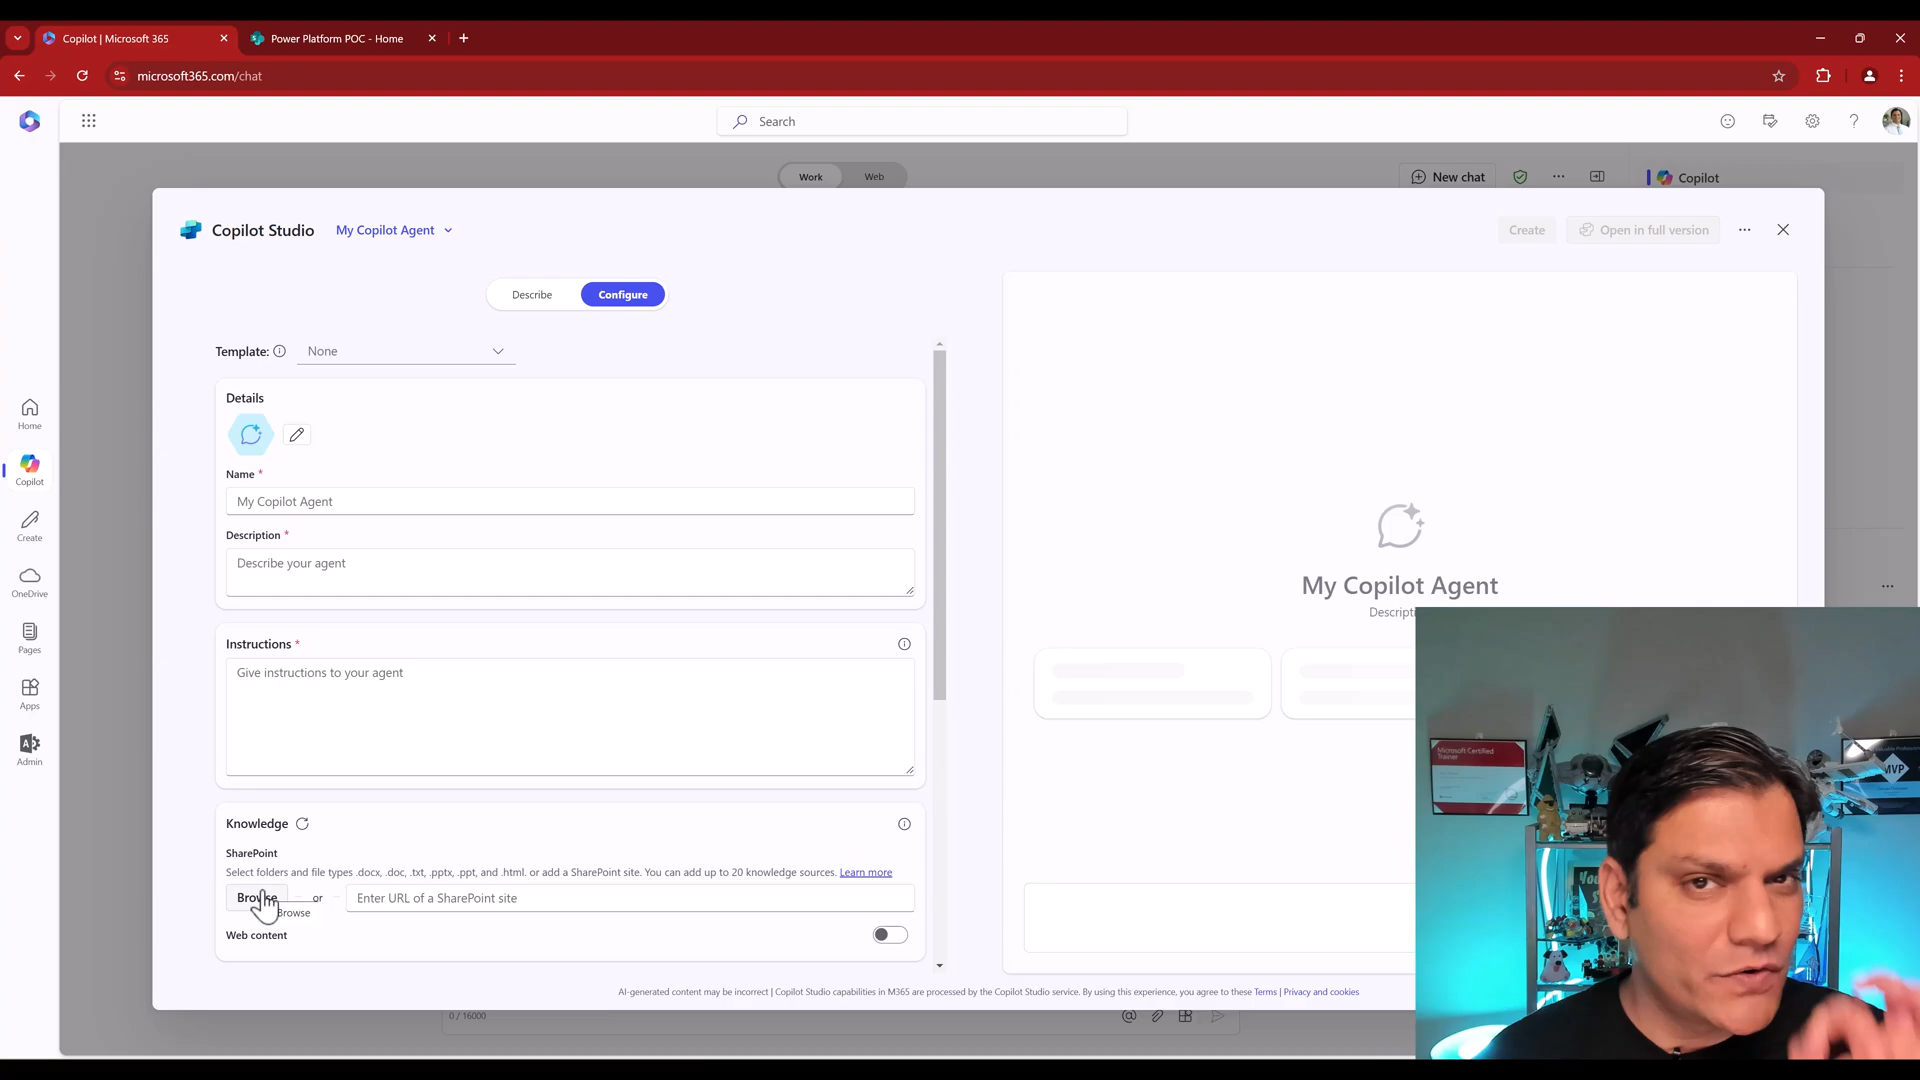 Copilot | Microsoft 365
Power Platform POC - Home
microsoft365.com/chat
Search
Work
Web
New chat
Copilot
Copilot Studio
My Copilot Agent
Create
Open in full version
Describe
Configure
Template:
None
Details
Name *
My Copilot Agent
Description *
Describe your agent
Instructions *
Give instructions to your agent
Knowledge
SharePoint
Select folders and file types .docx, .doc, .txt, .pptx, .ppt, and .html. or add a SharePoint site. You can add up to 20 knowledge sources. Learn more
Browse
or
Enter URL of a SharePoint site
Browse
Web content
My Copilot Agent
AI-generated content may be incorrect | Copilot Studio capabilities in M365 are processed by the Copilot Studio service. By using this experience, you agree to these Terms | Privacy and cookies
0 / 16000
Home
Copilot
Create
OneDrive
Pages
Apps
Admin
Microsoft Certified
Trainer
MVP